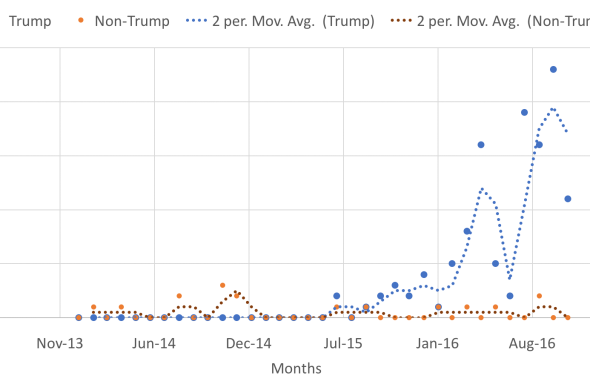 Trump Non-Trump 2 per. Mov. Avg. (Trump) 2 per. Mov. Avg. (Non-Trur
Nov-13 Jun-14 Dec-14 Jul-15 Jan-16 Aug-16
Months